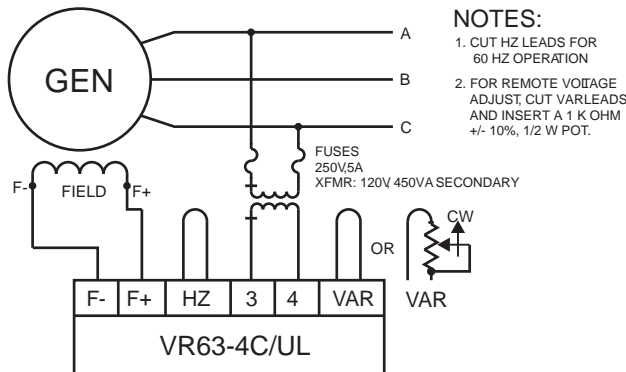 NOTES:
1. CUT HZ LEADS FOR
60 HZ OPERATION
2. FOR REMOTE VOLTAGE
ADJUST, CUT VARLEADS
AND INSERT A 1 K OHM
+/- 10%, 1/2 W POT.
GEN
A
B
C
FUSES
250V,5A
XFMR: 120V, 450VA SECONDARY
F- FIELD F+
CW
OR
F- F+ HZ 3 4 VAR VAR
VR63-4C/UL